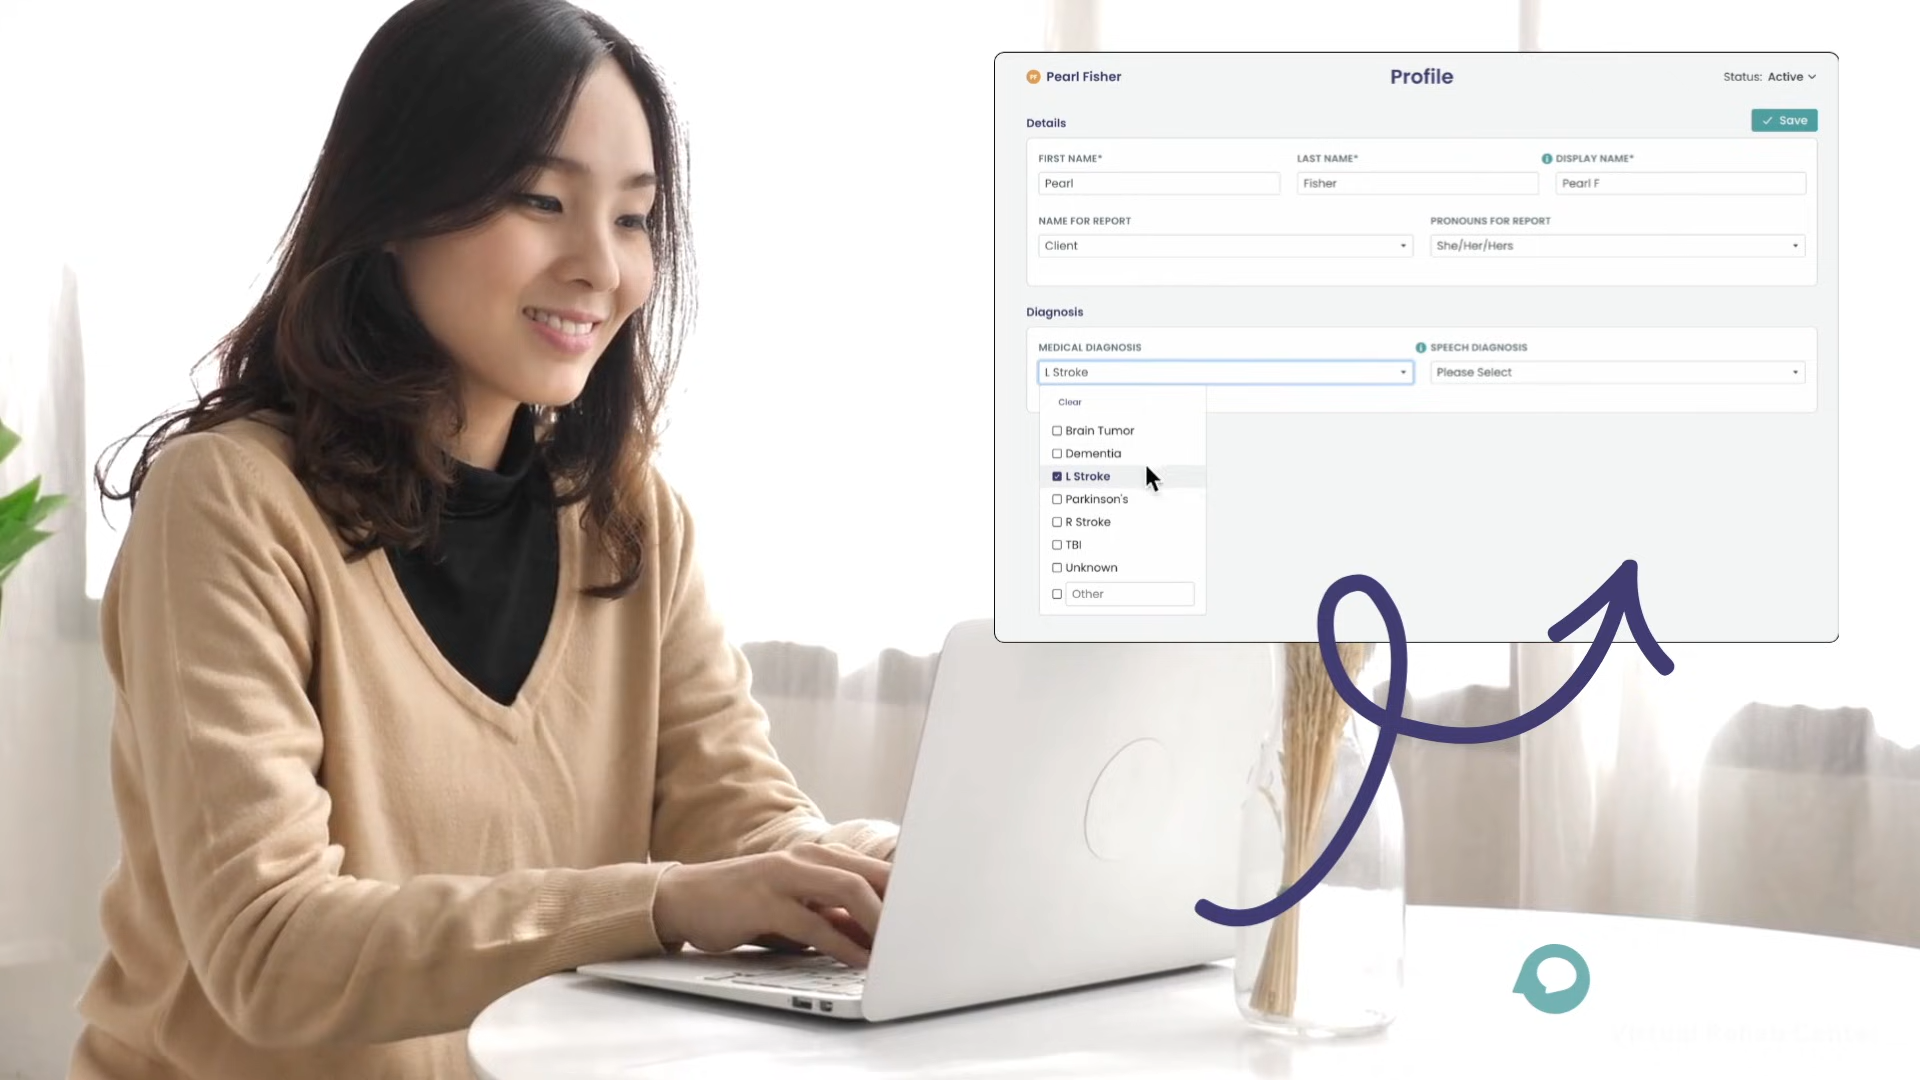 PF Pearl Fisher
Profile
Status: Active
Details
Save
FIRST NAME*
LAST NAME*
DISPLAY NAME*
Pearl
Fisher
Pearl F
NAME FOR REPORT
PRONOUNS FOR REPORT
Client
She/Her/Hers
Diagnosis
MEDICAL DIAGNOSIS
SPEECH DIAGNOSIS
L Stroke
Please Select
Clear
Brain Tumor
Dementia
L Stroke
Parkinson's
R Stroke
TBI
Unknown
Other